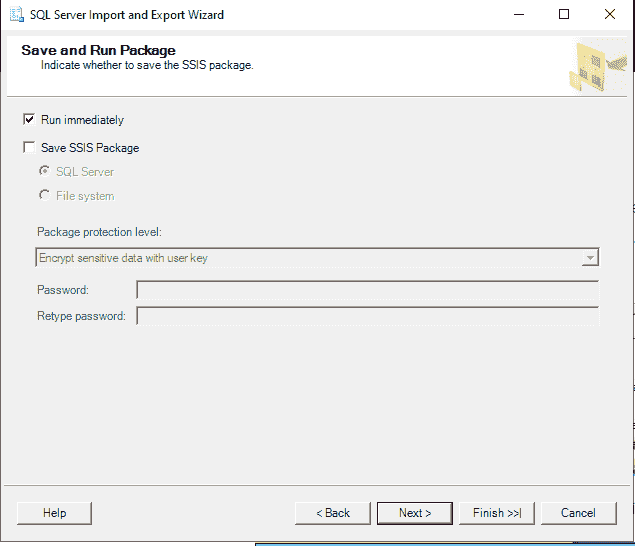 SQL Server Import and Export Wizard
Save and Run Package
Indicate whether to save the SSIS package.
Run immediately
Save SSIS Package
SQL Server
File system
Package protection level:
Encrypt sensitive data with user key
Password:
Retype password:
Help
< Back
Next >
Finish >>|
Cancel